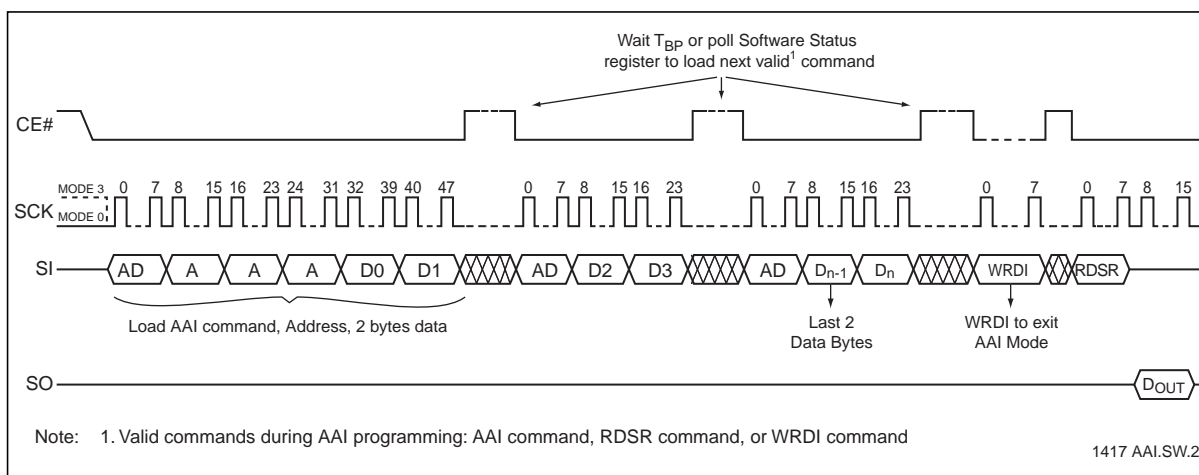 Wait TBP or poll Software Status
register to load next valid1 command
CE#
MODE 3
0 7 8 15 16 23 24 31 32 39 40 47 0 7 8 15 16 23 0 7 8 15 16 23 0 7 0 7 8 15
SCK
MODE 0
SI AD A A A D0 D1 AD D2 D3 AD Dn-1 Dn WRDI RDSR
Load AAI command, Address, 2 bytes data
Last 2
Data Bytes
WRDI to exit
AAI Mode
SO DOUT
Note: 1. Valid commands during AAI programming: AAI command, RDSR command, or WRDI command
1417 AAI.SW.2